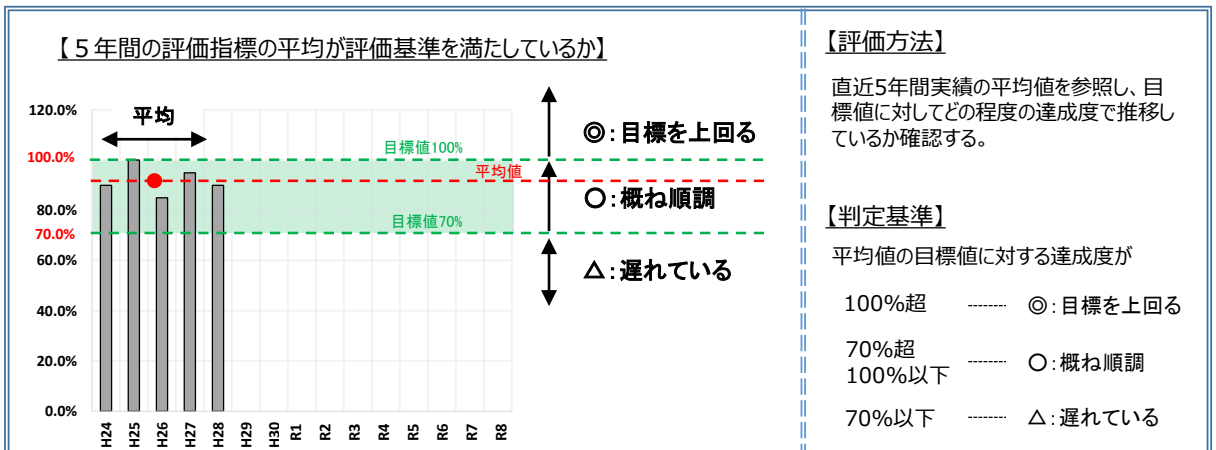 【５年間の評価指標の平均が評価基準を満たしているか】
120.0%
100.0%
80.0%
70.0%
60.0%
40.0%
20.0%
0.0%
平均
目標値100%
平均値
目標値70%
H24
H25
H26
H27
H28
H29
H30
R1
R2
R3
R4
R5
R6
R7
R8
◎：目標を上回る
○：概ね順調
△：遅れている
【評価方法】
直近5年間実績の平均値を参照し、目
標値に対してどの程度の達成度で推移し
ているか確認する。
【判定基準】
平均値の目標値に対する達成度が
100%超 ------- ◎：目標を上回る
70%超
100%以下 ------- ○：概ね順調
70%以下 ------- △：遅れている